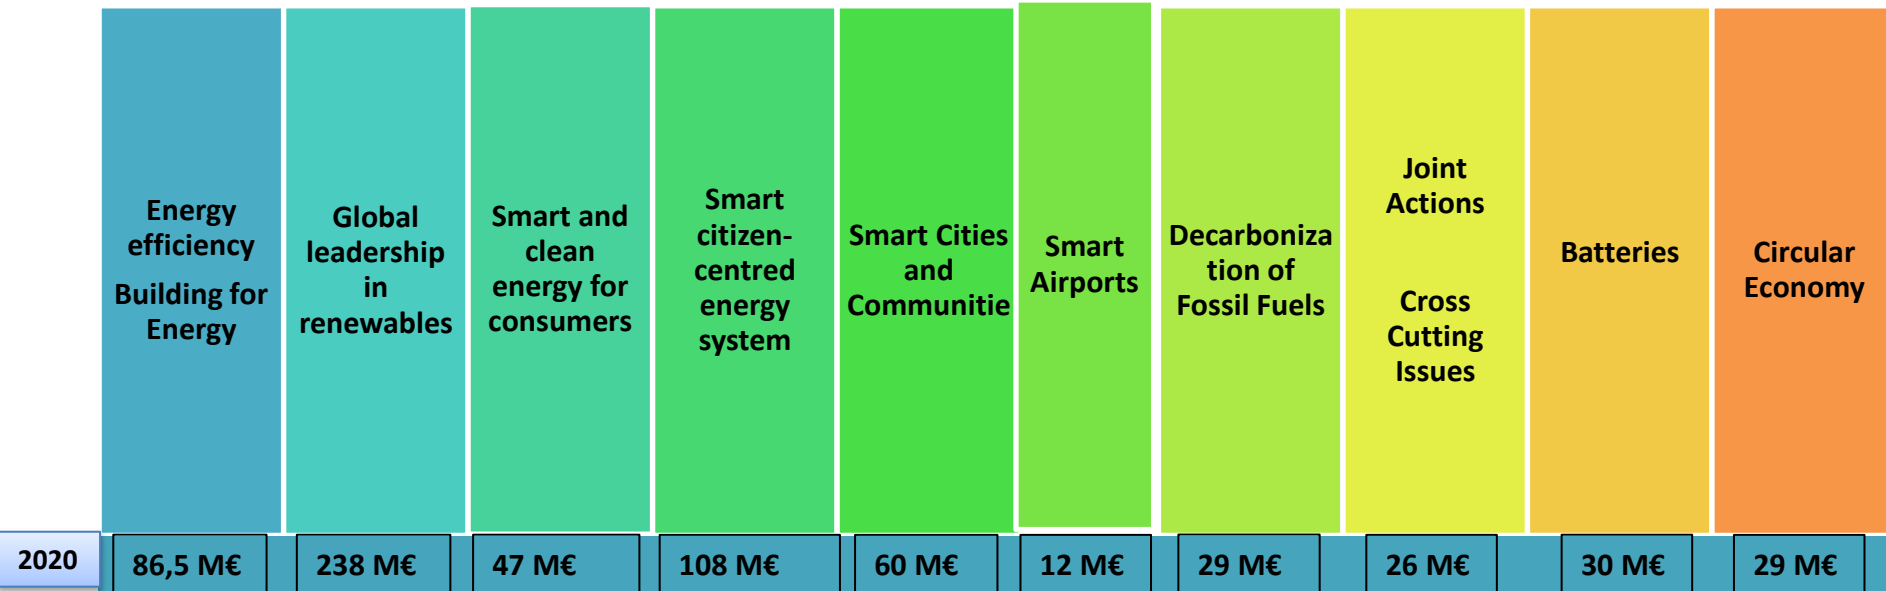 Energy
efficiency
Building for
Energy
Global
leadership
in
renewables
Smart and
clean
energy for
consumers
Smart
citizen-
centred
energy
system
Smart Cities
and
Communitie
Smart
Airports
Decarboniza
tion of
Fossil Fuels
Joint
Actions
Cross
Cutting
Issues
Batteries
Circular
Economy
2020
86,5 M€
238 M€
47 M€
108 M€
60 M€
12 M€
29 M€
26 M€
30 M€
29 M€